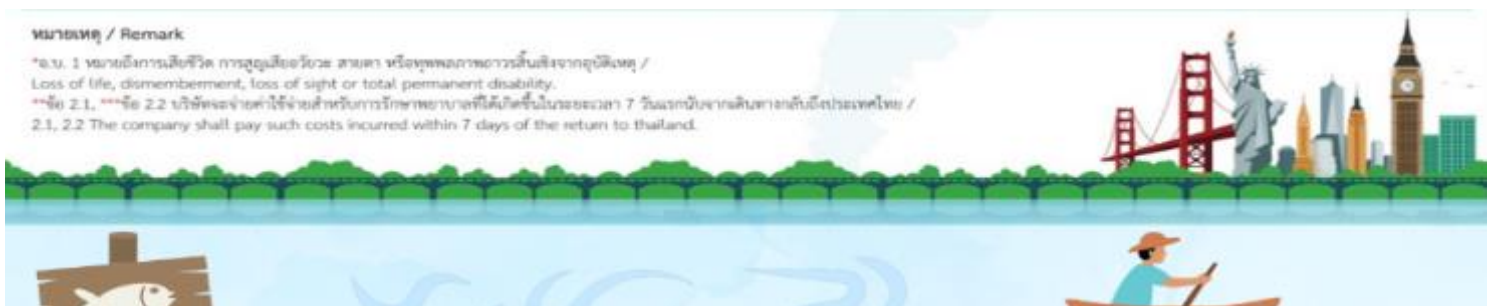 หมายเหตุ / Remark
*อ.บ. 1 หมายถึงการเสียชีวิต การสูญเสียอวัยวะ สายตา หรือทุพพลภาพถาวรสิ้นเชิงจากอุบัติเหตุ /
Loss of life, dismemberment, loss of sight or total permanent disability.
**ข้อ 2.1, ***ข้อ 2.2 บริษัทจะจ่ายค่าใช้จ่ายสำหรับการรักษาพยาบาลที่ได้เกิดขึ้นในระยะเวลา 7 วันแรกนับจากเดินทางกลับถึงประเทศไทย /
2.1, 2.2 The company shall pay such costs incurred within 7 days of the return to thailand.